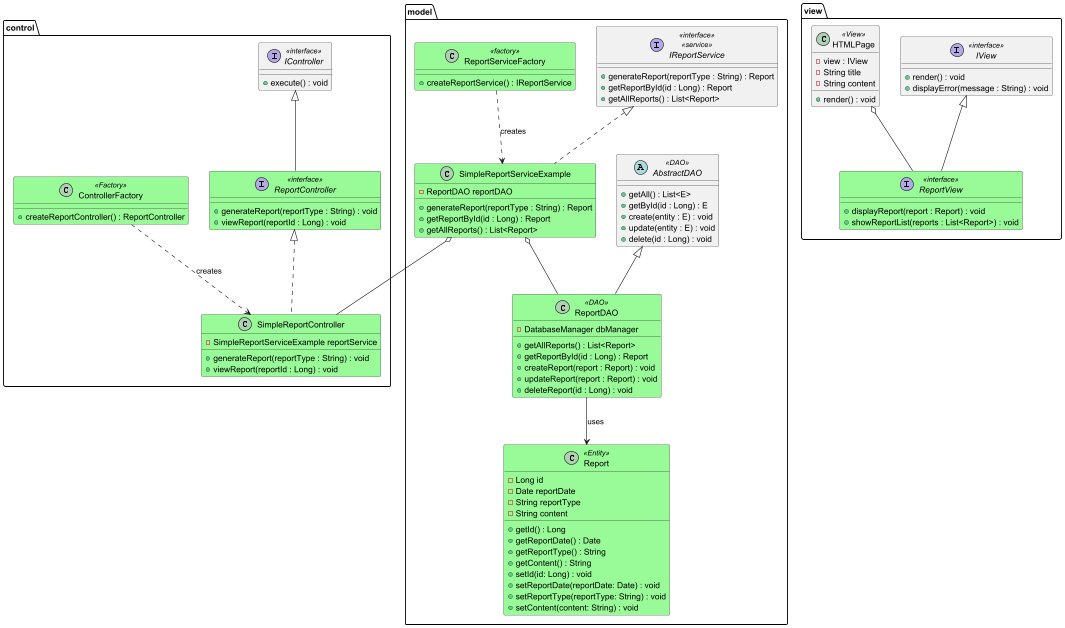 control
«interface»
IController
execute() : void
«Factory»
ControllerFactory
createReportController() : ReportController
«interface»
ReportController
generateReport(reportType : String) : void
viewReport(reportId : Long) : void
creates
SimpleReportController
SimpleReportServiceExample reportService
generateReport(reportType : String) : void
viewReport(reportId : Long) : void
model
«factory»
ReportServiceFactory
createReportService() : IReportService
«interface»
«service»
IReportService
generateReport(reportType : String) : Report
getReportById(id : Long) : Report
getAllReports() : List<Report>
creates
SimpleReportServiceExample
ReportDAO reportDAO
generateReport(reportType : String) : Report
getReportById(id : Long) : Report
getAllReports() : List<Report>
«DAO»
AbstractDAO
getAll() : List<E>
getById(id : Long) : E
create(entity : E) : void
update(entity : E) : void
delete(id : Long) : void
«DAO»
ReportDAO
DatabaseManager dbManager
getAllReports() : List<Report>
getReportById(id : Long) : Report
createReport(report : Report) : void
updateReport(report : Report) : void
deleteReport(id : Long) : void
uses
«Entity»
Report
Long id
Date reportDate
String reportType
String content
getId() : Long
getReportDate() : Date
getReportType() : String
getContent() : String
setId(id: Long) : void
setReportDate(reportDate: Date) : void
setReportType(reportType: String) : void
setContent(content: String) : void
view
«View»
HTMLPage
view : IView
String title
String content
render() : void
«interface»
IView
render() : void
displayError(message : String) : void
«interface»
ReportView
displayReport(report : Report) : void
showReportList(reports : List<Report>) : void